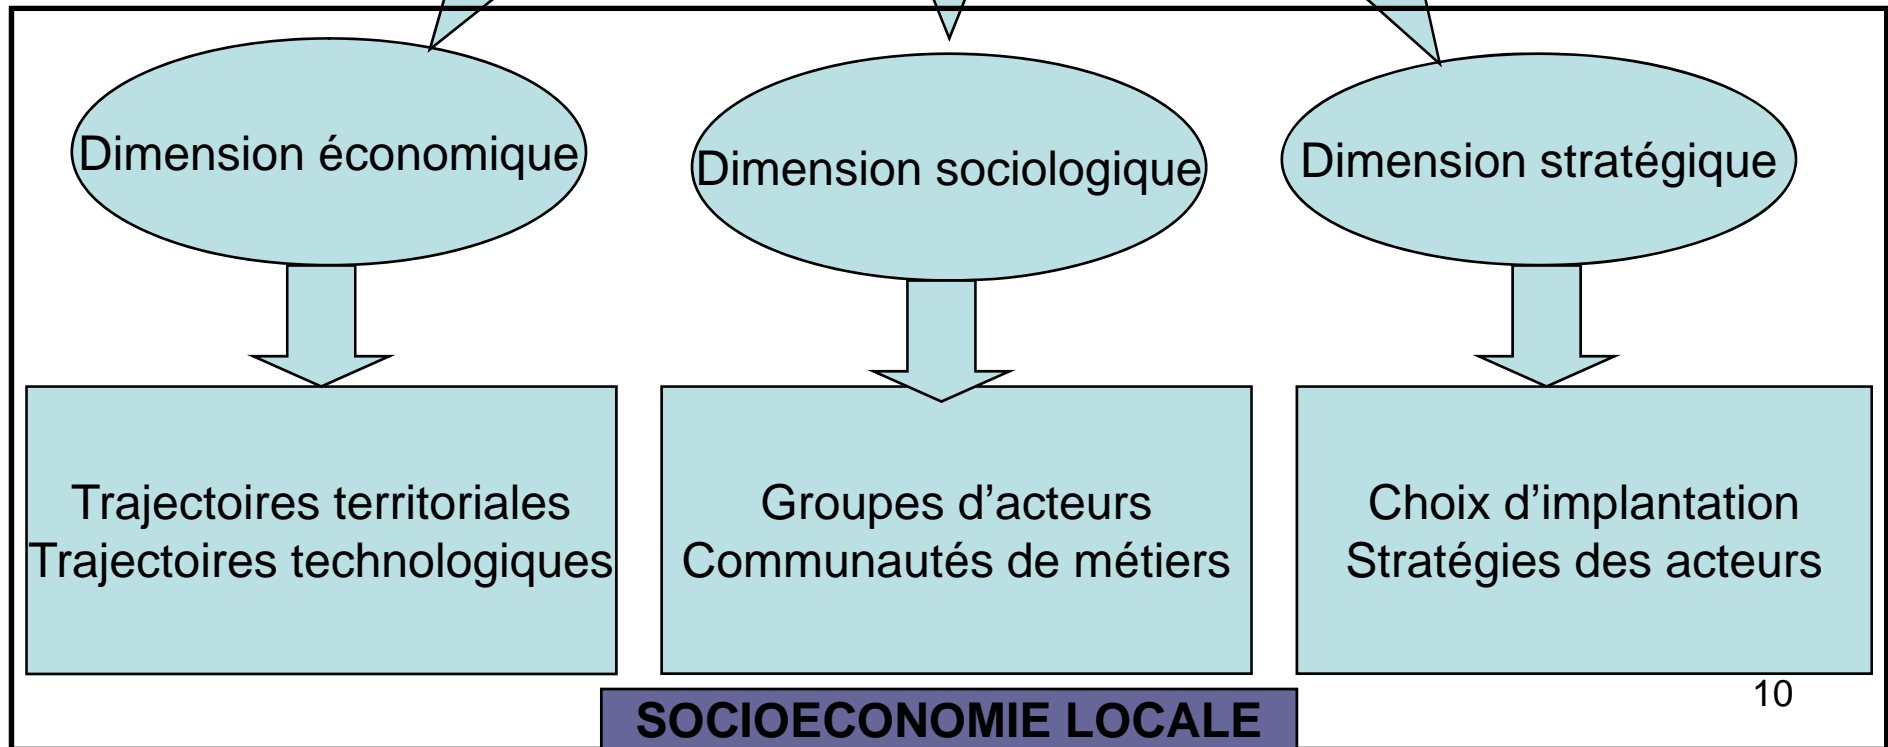 Dimension économique
Dimension sociologique
Dimension stratégique
Trajectoires territoriales
Trajectoires technologiques
Groupes d’acteurs
Communautés de métiers
Choix d’implantation
Stratégies des acteurs
10
SOCIOECONOMIE LOCALE